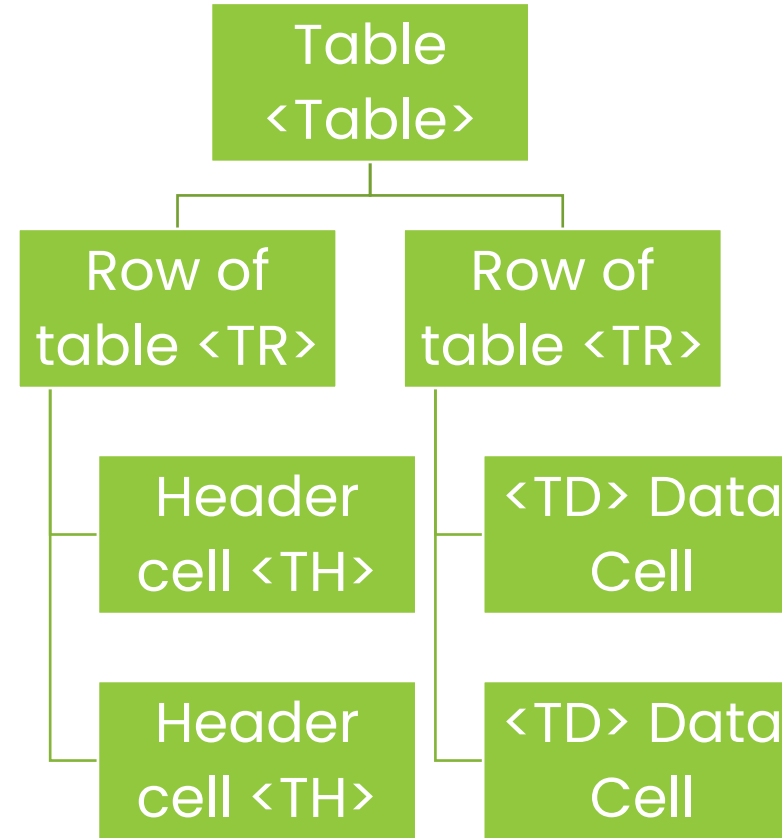 Table
<Table>
Row of
table <TR>
Row of
table <TR>
Header
cell <TH>
<TD> Data
Cell
Header
cell <TH>
<TD> Data
Cell